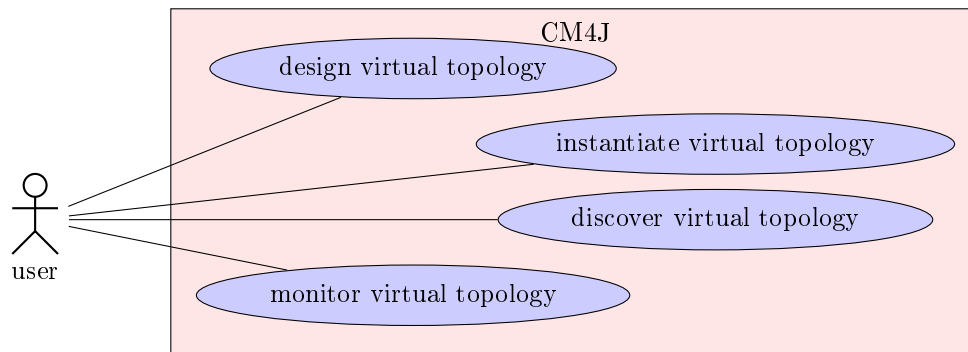 CM4J
design virtual topology
instantiate virtual topology
discover virtual topology
user
monitor virtual topology